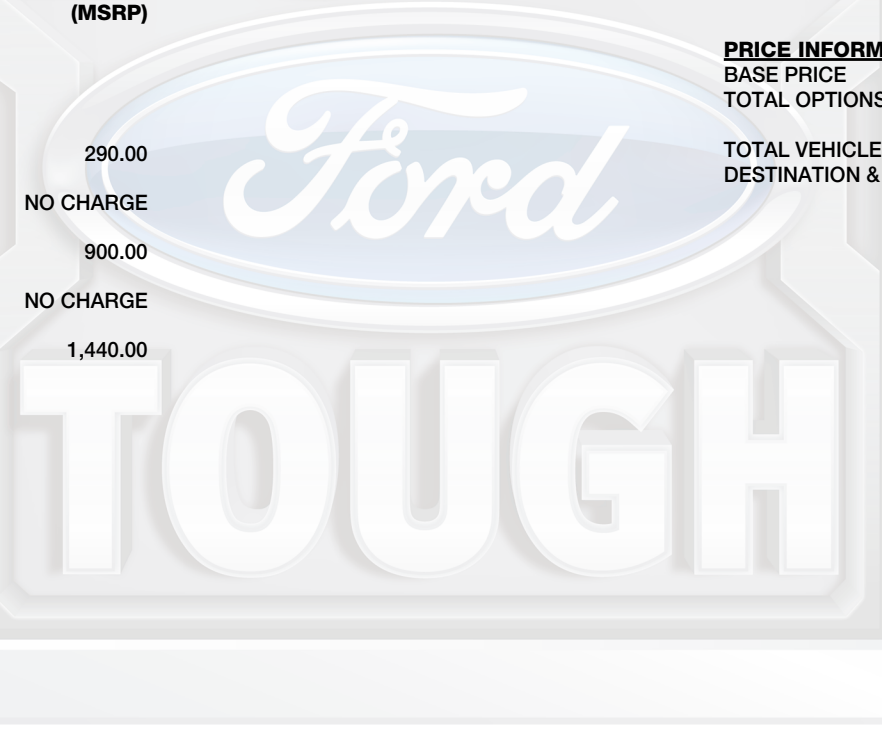 (MSRP)
290.00
NO CHARGE
900.00
NO CHARGE
1,440.00
PRICE INFORM
BASE PRICE
TOTAL OPTIONS
TOTAL VEHICLE
DESTINATION &
Ford
TOUGH